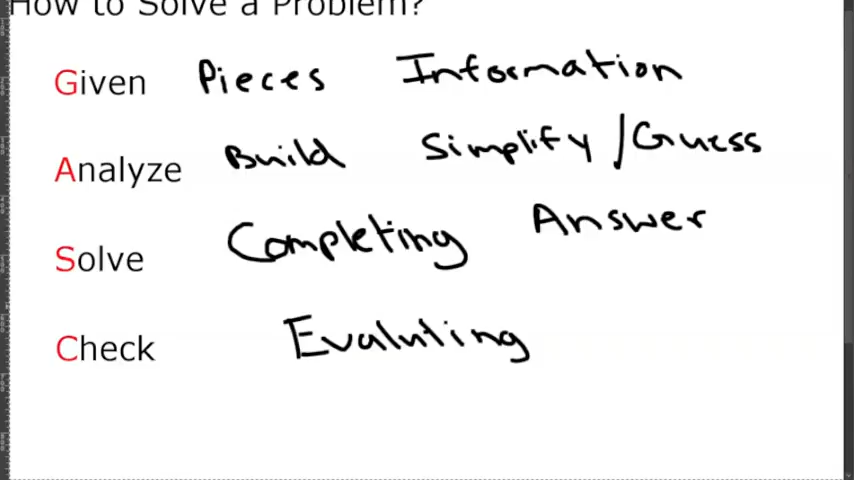 How to Solve a Problem?
Given Pieces Information
Analyze Build Simplify/Guess
Solve Completing Answer
Check Evaluting